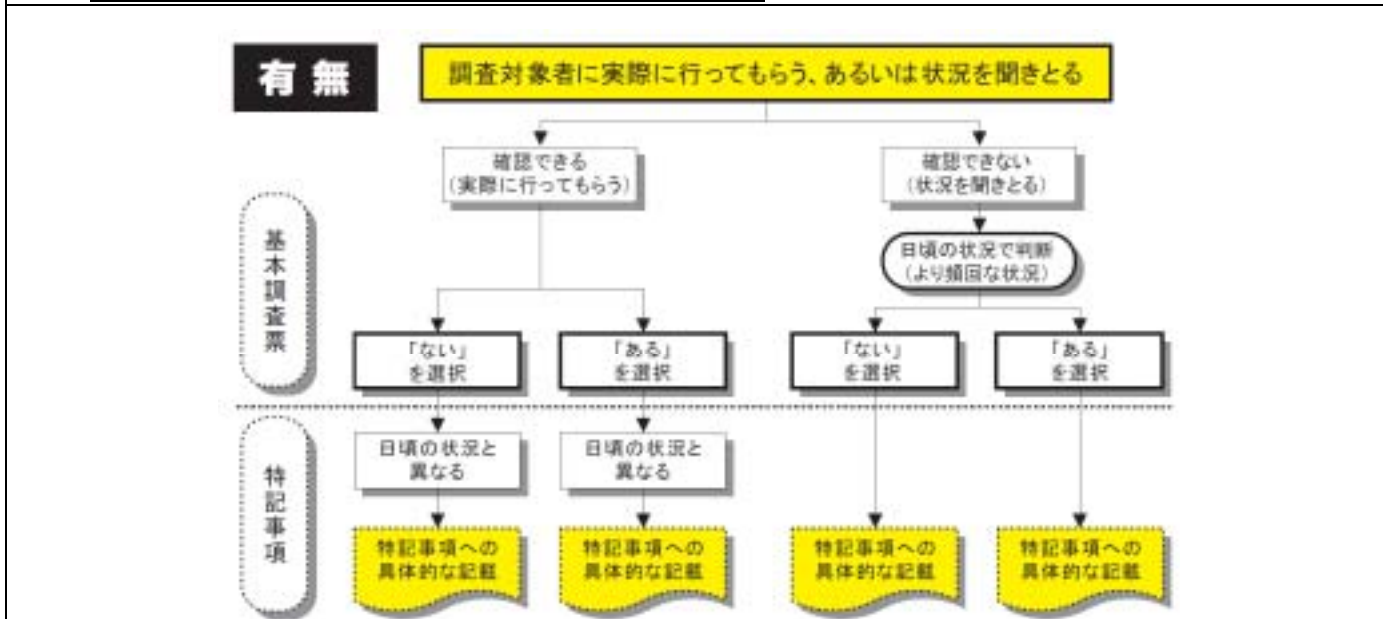 有無
調査対象者に実際に行ってもらう、あるいは状況を聞きとる
確認できる
(実際に行ってもらう)
確認できない
(状況を聞きとる)
基本調査票
日頃の状況で判断
(より頻回な状況)
「ない」
を選択
「ある」
を選択
「ない」
を選択
「ある」
を選択
特記事項
日頃の状況と
異なる
日頃の状況と
異なる
特記事項への
具体的な記載
特記事項への
具体的な記載
特記事項への
具体的な記載
特記事項への
具体的な記載